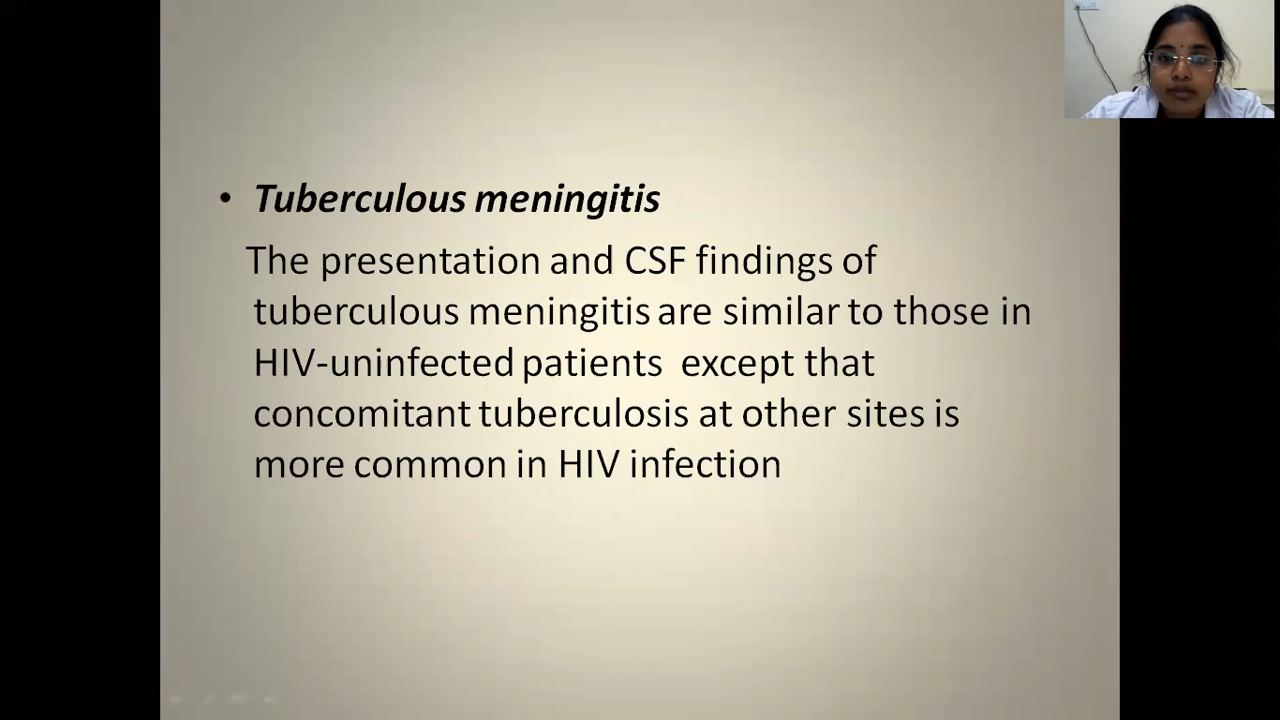 • Tuberculous meningitis
The presentation and CSF findings of
tuberculous meningitis are similar to those in
HIV-uninfected patients except that
concomitant tuberculosis at other sites is
more common in HIV infection